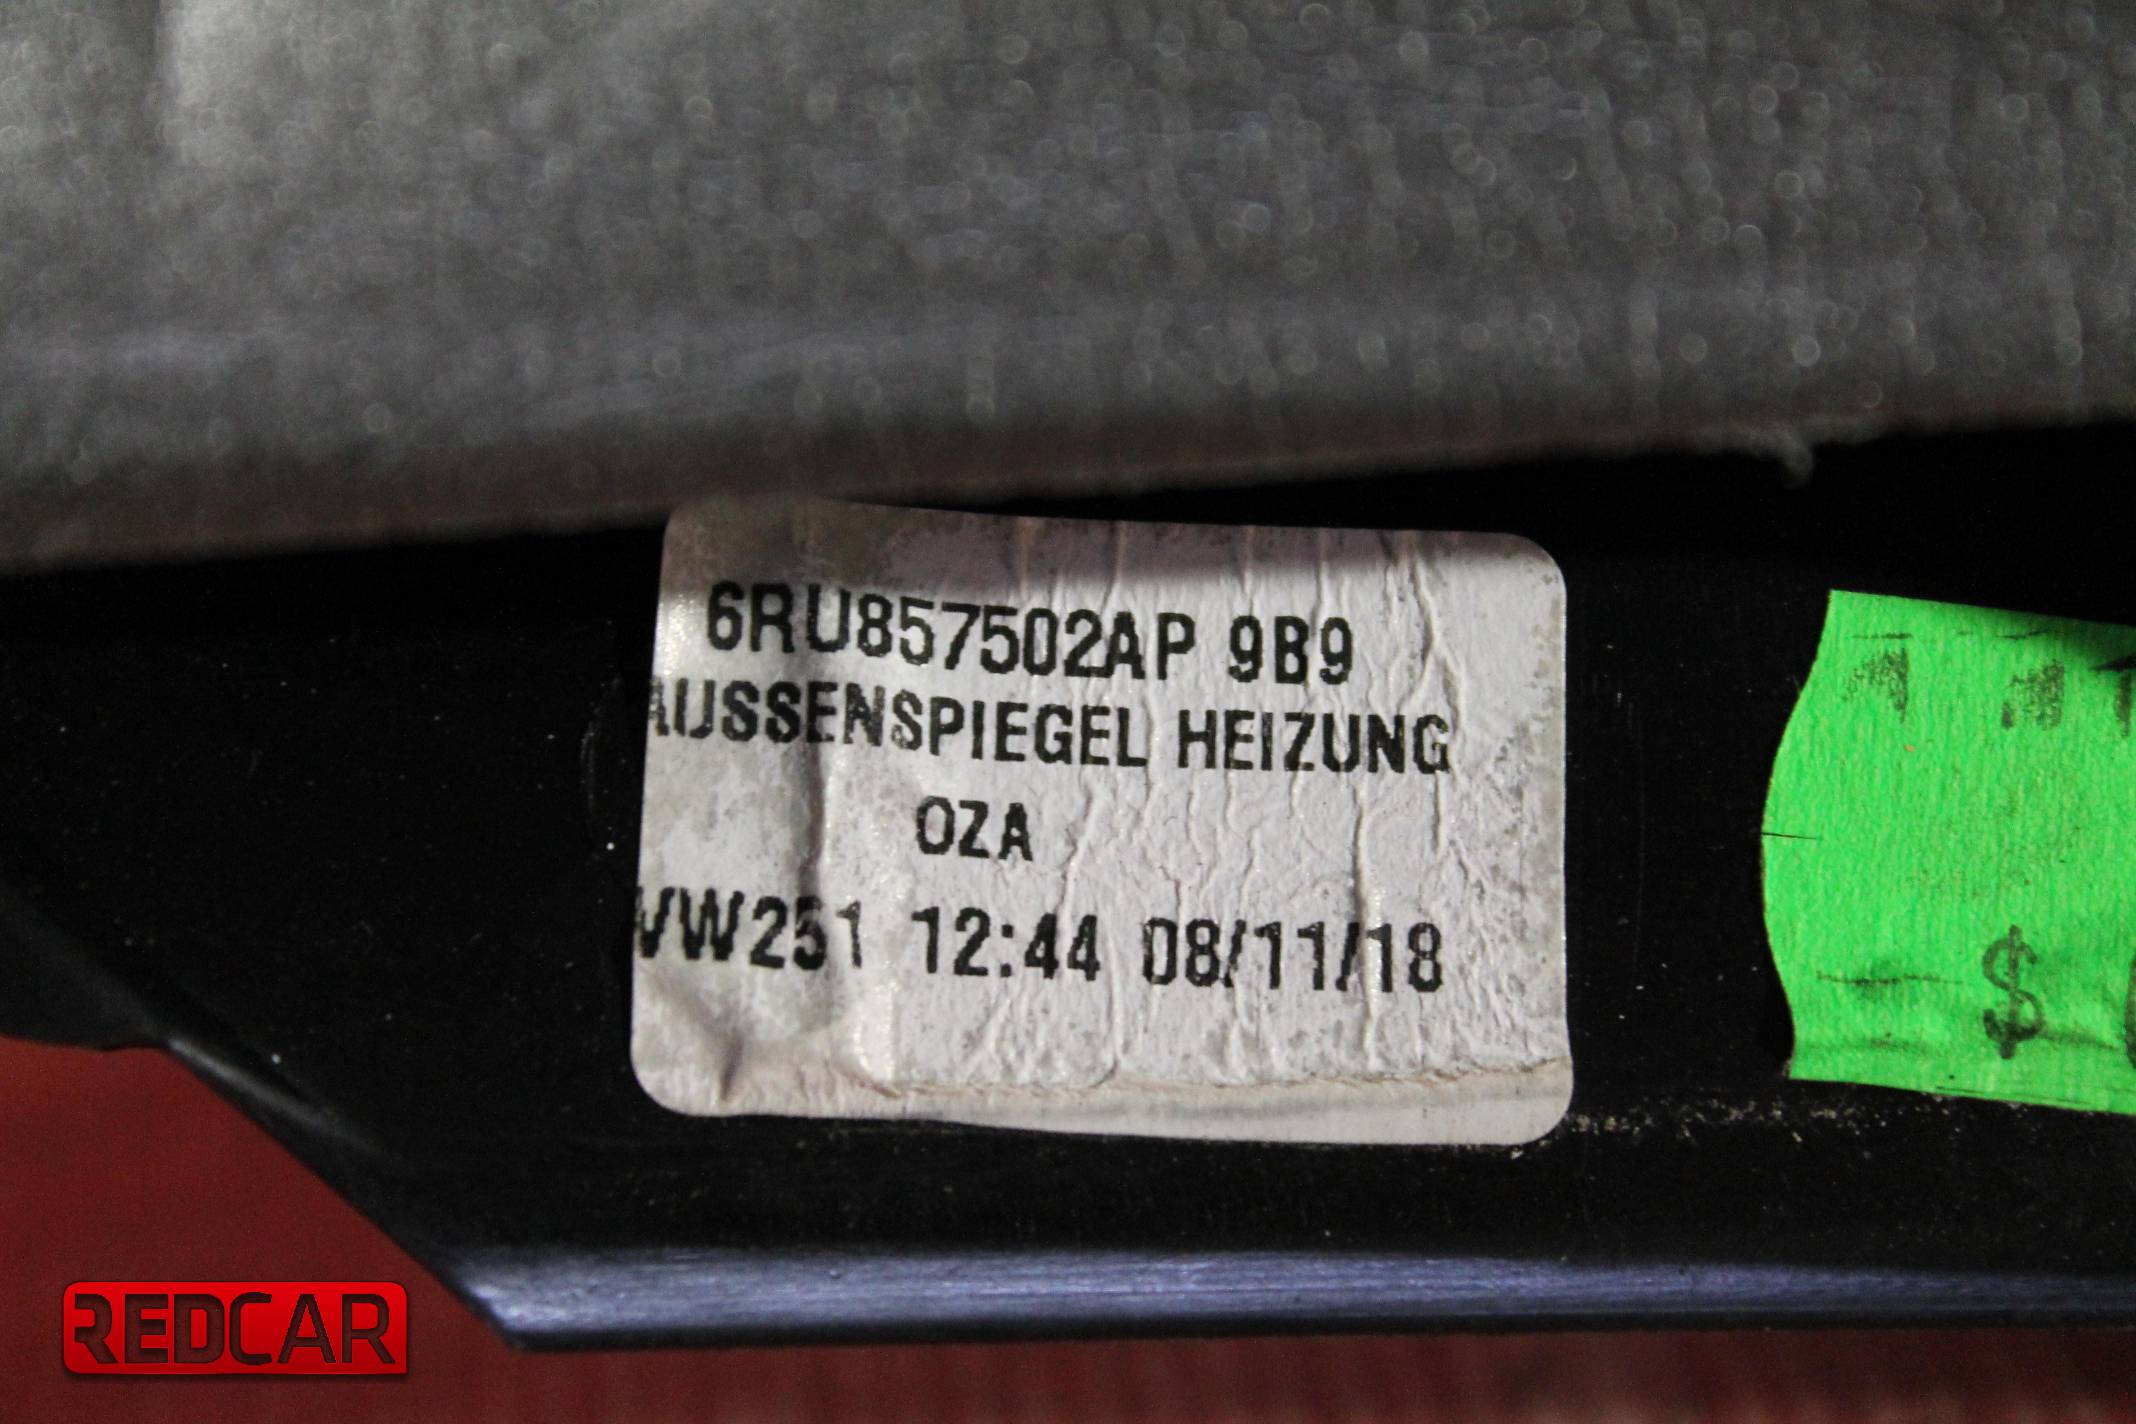 6RU857502AP 9B9
AUSSENSPIEGEL HEIZUNG
OZA
VW251 12:44 08/11/18
$
REDCAR